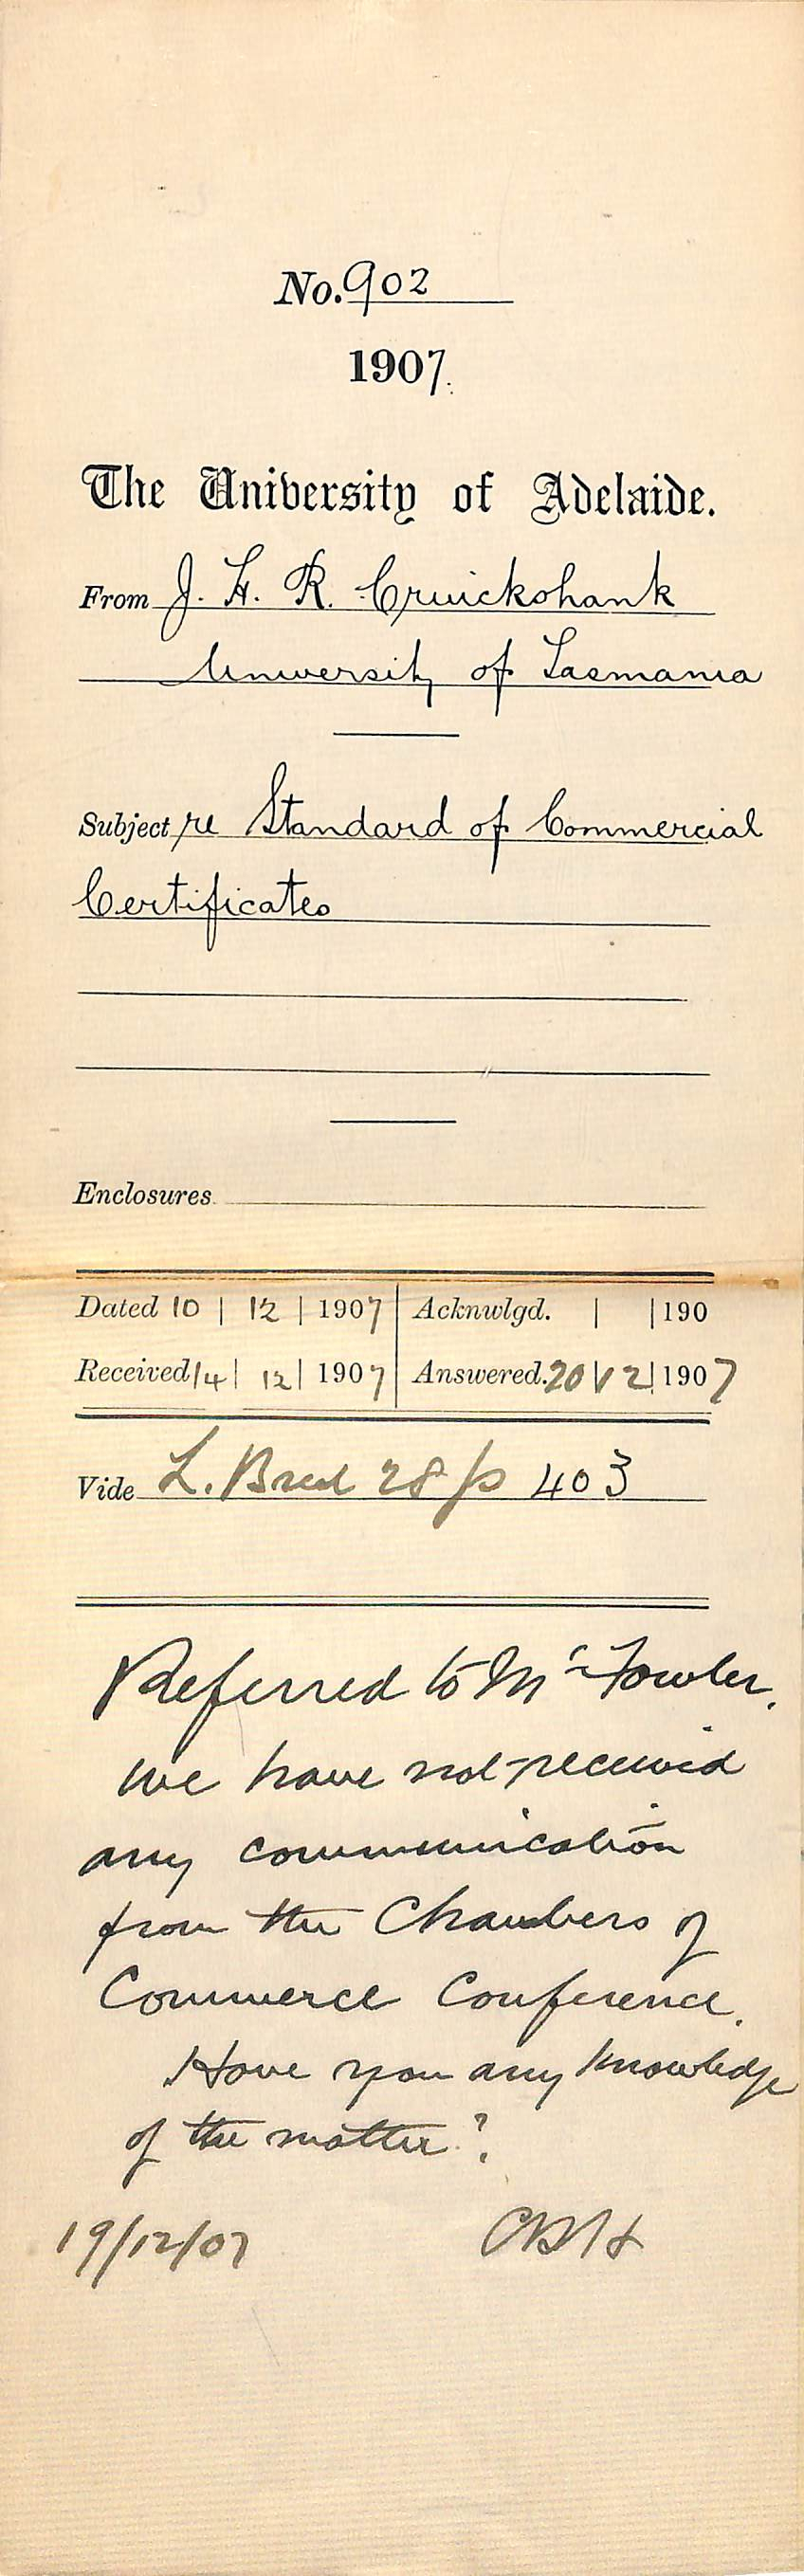 No. 902
1907.
The University of Adelaide.
From J. H. R. Cruickshank
University of Tasmania
Subject re Standard of Commercial
Certificates
Enclosures
Dated 10 | 12 | 1907 Acknwlgd. | | 190
Received 14 | 12 | 1907 Answered. 20 | 12 | 1907
Vide L. 28 p 403
Referred to Mr Fowler.
We have not received
any communication
from the Chambers of
Commerce Conference.
Have you any knowledge
of the matter?
19/12/07 CRH